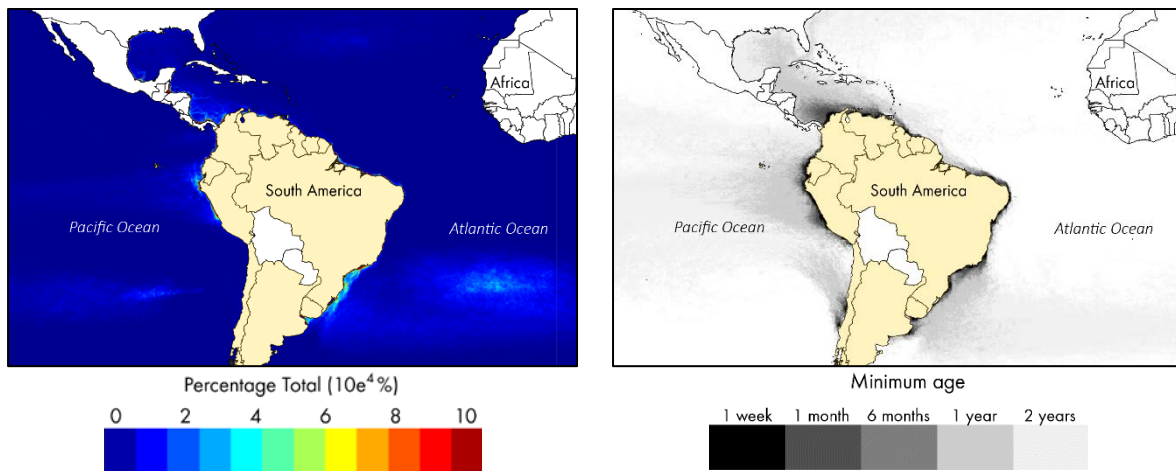 Africa
South America
Pacific Ocean
Atlantic Ocean
Percentage Total (10e⁴ %)
0 2 4 6 8 10
Africa
South America
Pacific Ocean
Atlantic Ocean
Minimum age
1 week 1 month 6 months 1 year 2 years